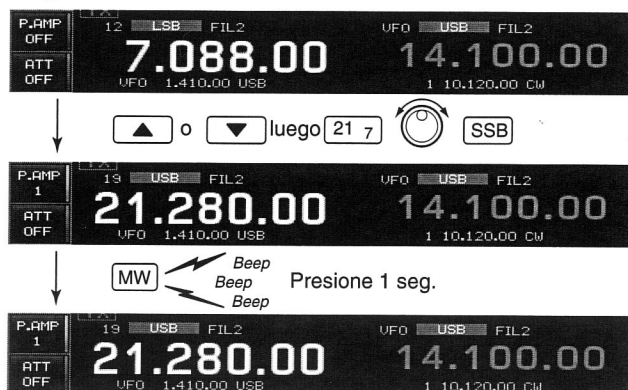 P.AMP OFF
ATT OFF
TX
12 LSB FIL2
7.088.00
VFO 1.410.00 USB
VFO USB FIL2
14.100.00
1 10.120.00 CW
▲ o ▼ luego 21 7 SSB
P.AMP 1
ATT OFF
TX
19 USB FIL2
21.280.00
VFO 1.410.00 USB
VFO USB FIL2
14.100.00
1 10.120.00 CW
MW Beep Beep Beep Presione 1 seg.
P.AMP 1
ATT OFF
TX
19 USB FIL2
21.280.00
VFO 1.410.00 USB
VFO USB FIL2
14.100.00
1 10.120.00 CW